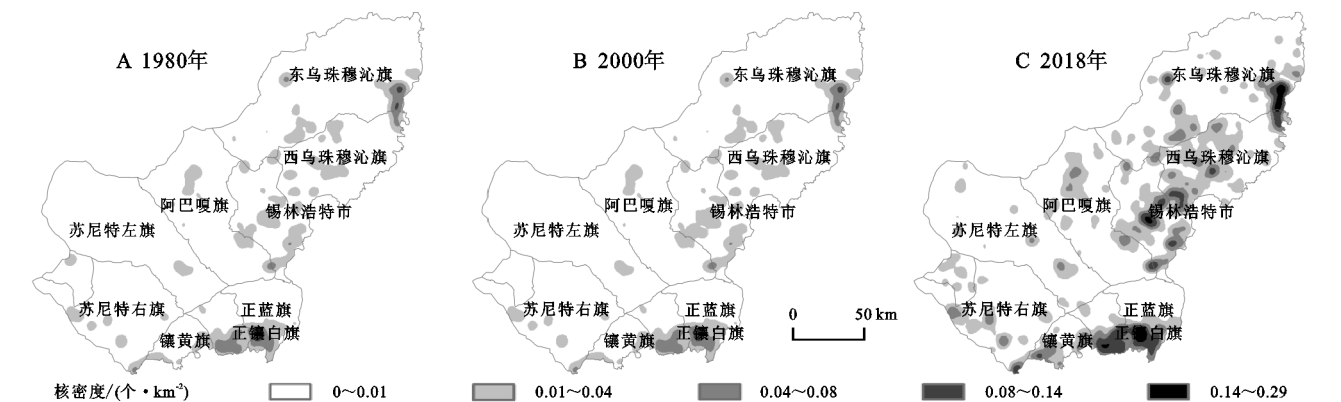 A 1980年
东乌珠穆沁旗
西乌珠穆沁旗
阿巴嘎旗
锡林浩特市
苏尼特左旗
苏尼特右旗
正蓝旗
镶黄旗
正镶白旗
B 2000年
东乌珠穆沁旗
西乌珠穆沁旗
阿巴嘎旗
锡林浩特市
苏尼特左旗
苏尼特右旗
正蓝旗
镶黄旗
正镶白旗
0 50 km
C 2018年
东乌珠穆沁旗
西乌珠穆沁旗
阿巴嘎旗
锡林浩特市
苏尼特左旗
苏尼特右旗
正蓝旗
镶黄旗
正镶白旗
核密度/(个·km⁻²) 0～0.01 0.01～0.04 0.04～0.08 0.08～0.14 0.14～0.29